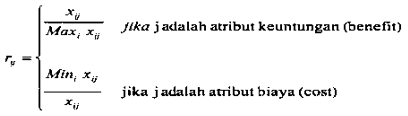 x_ij / Max_i x_ij jika j adalah atribut keuntungan (benefit)
r_ij =
Min_i x_ij / x_ij jika j adalah atribut biaya (cost)